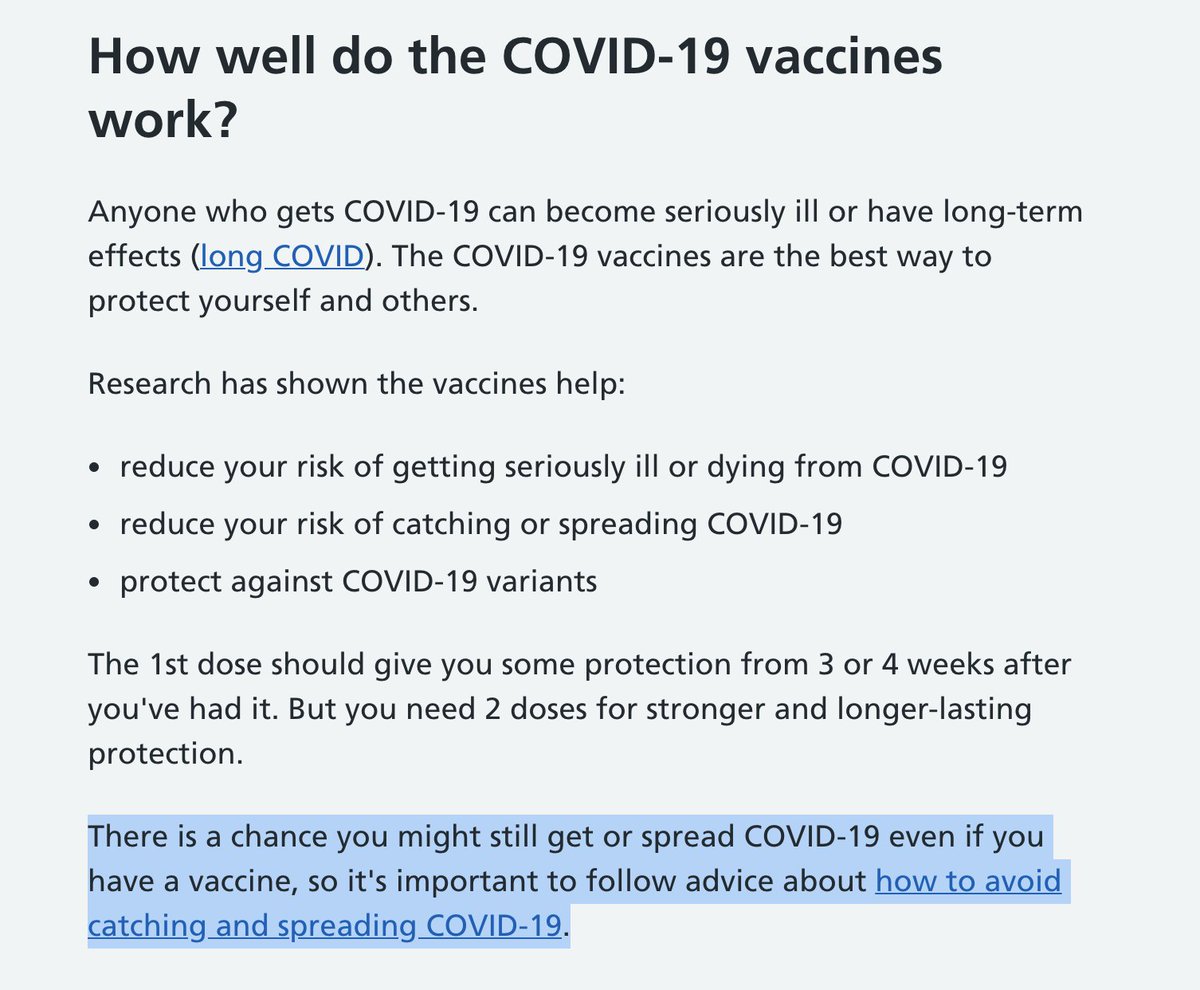 How well do the COVID-19 vaccines
work?
Anyone who gets COVID-19 can become seriously ill or have long-term
effects (long COVID). The COVID-19 vaccines are the best way to
protect yourself and others.
Research has shown the vaccines help:
• reduce your risk of getting seriously ill or dying from COVID-19
• reduce your risk of catching or spreading COVID-19
• protect against COVID-19 variants
The 1st dose should give you some protection from 3 or 4 weeks after
you've had it. But you need 2 doses for stronger and longer-lasting
protection.
There is a chance you might still get or spread COVID-19 even if you
have a vaccine, so it's important to follow advice about how to avoid
catching and spreading COVID-19.